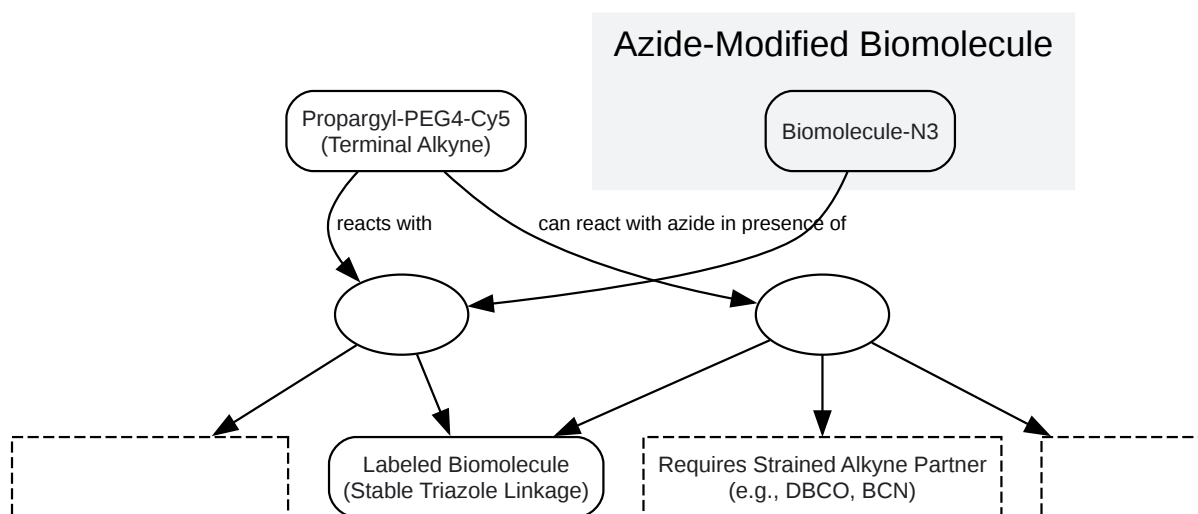 Azide-Modified Biomolecule
Propargyl-PEG4-Cy5
(Terminal Alkyne)
Biomolecule-N3
reacts with
can react with azide in presence of
Labeled Biomolecule
(Stable Triazole Linkage)
Requires Strained Alkyne Partner
(e.g., DBCO, BCN)